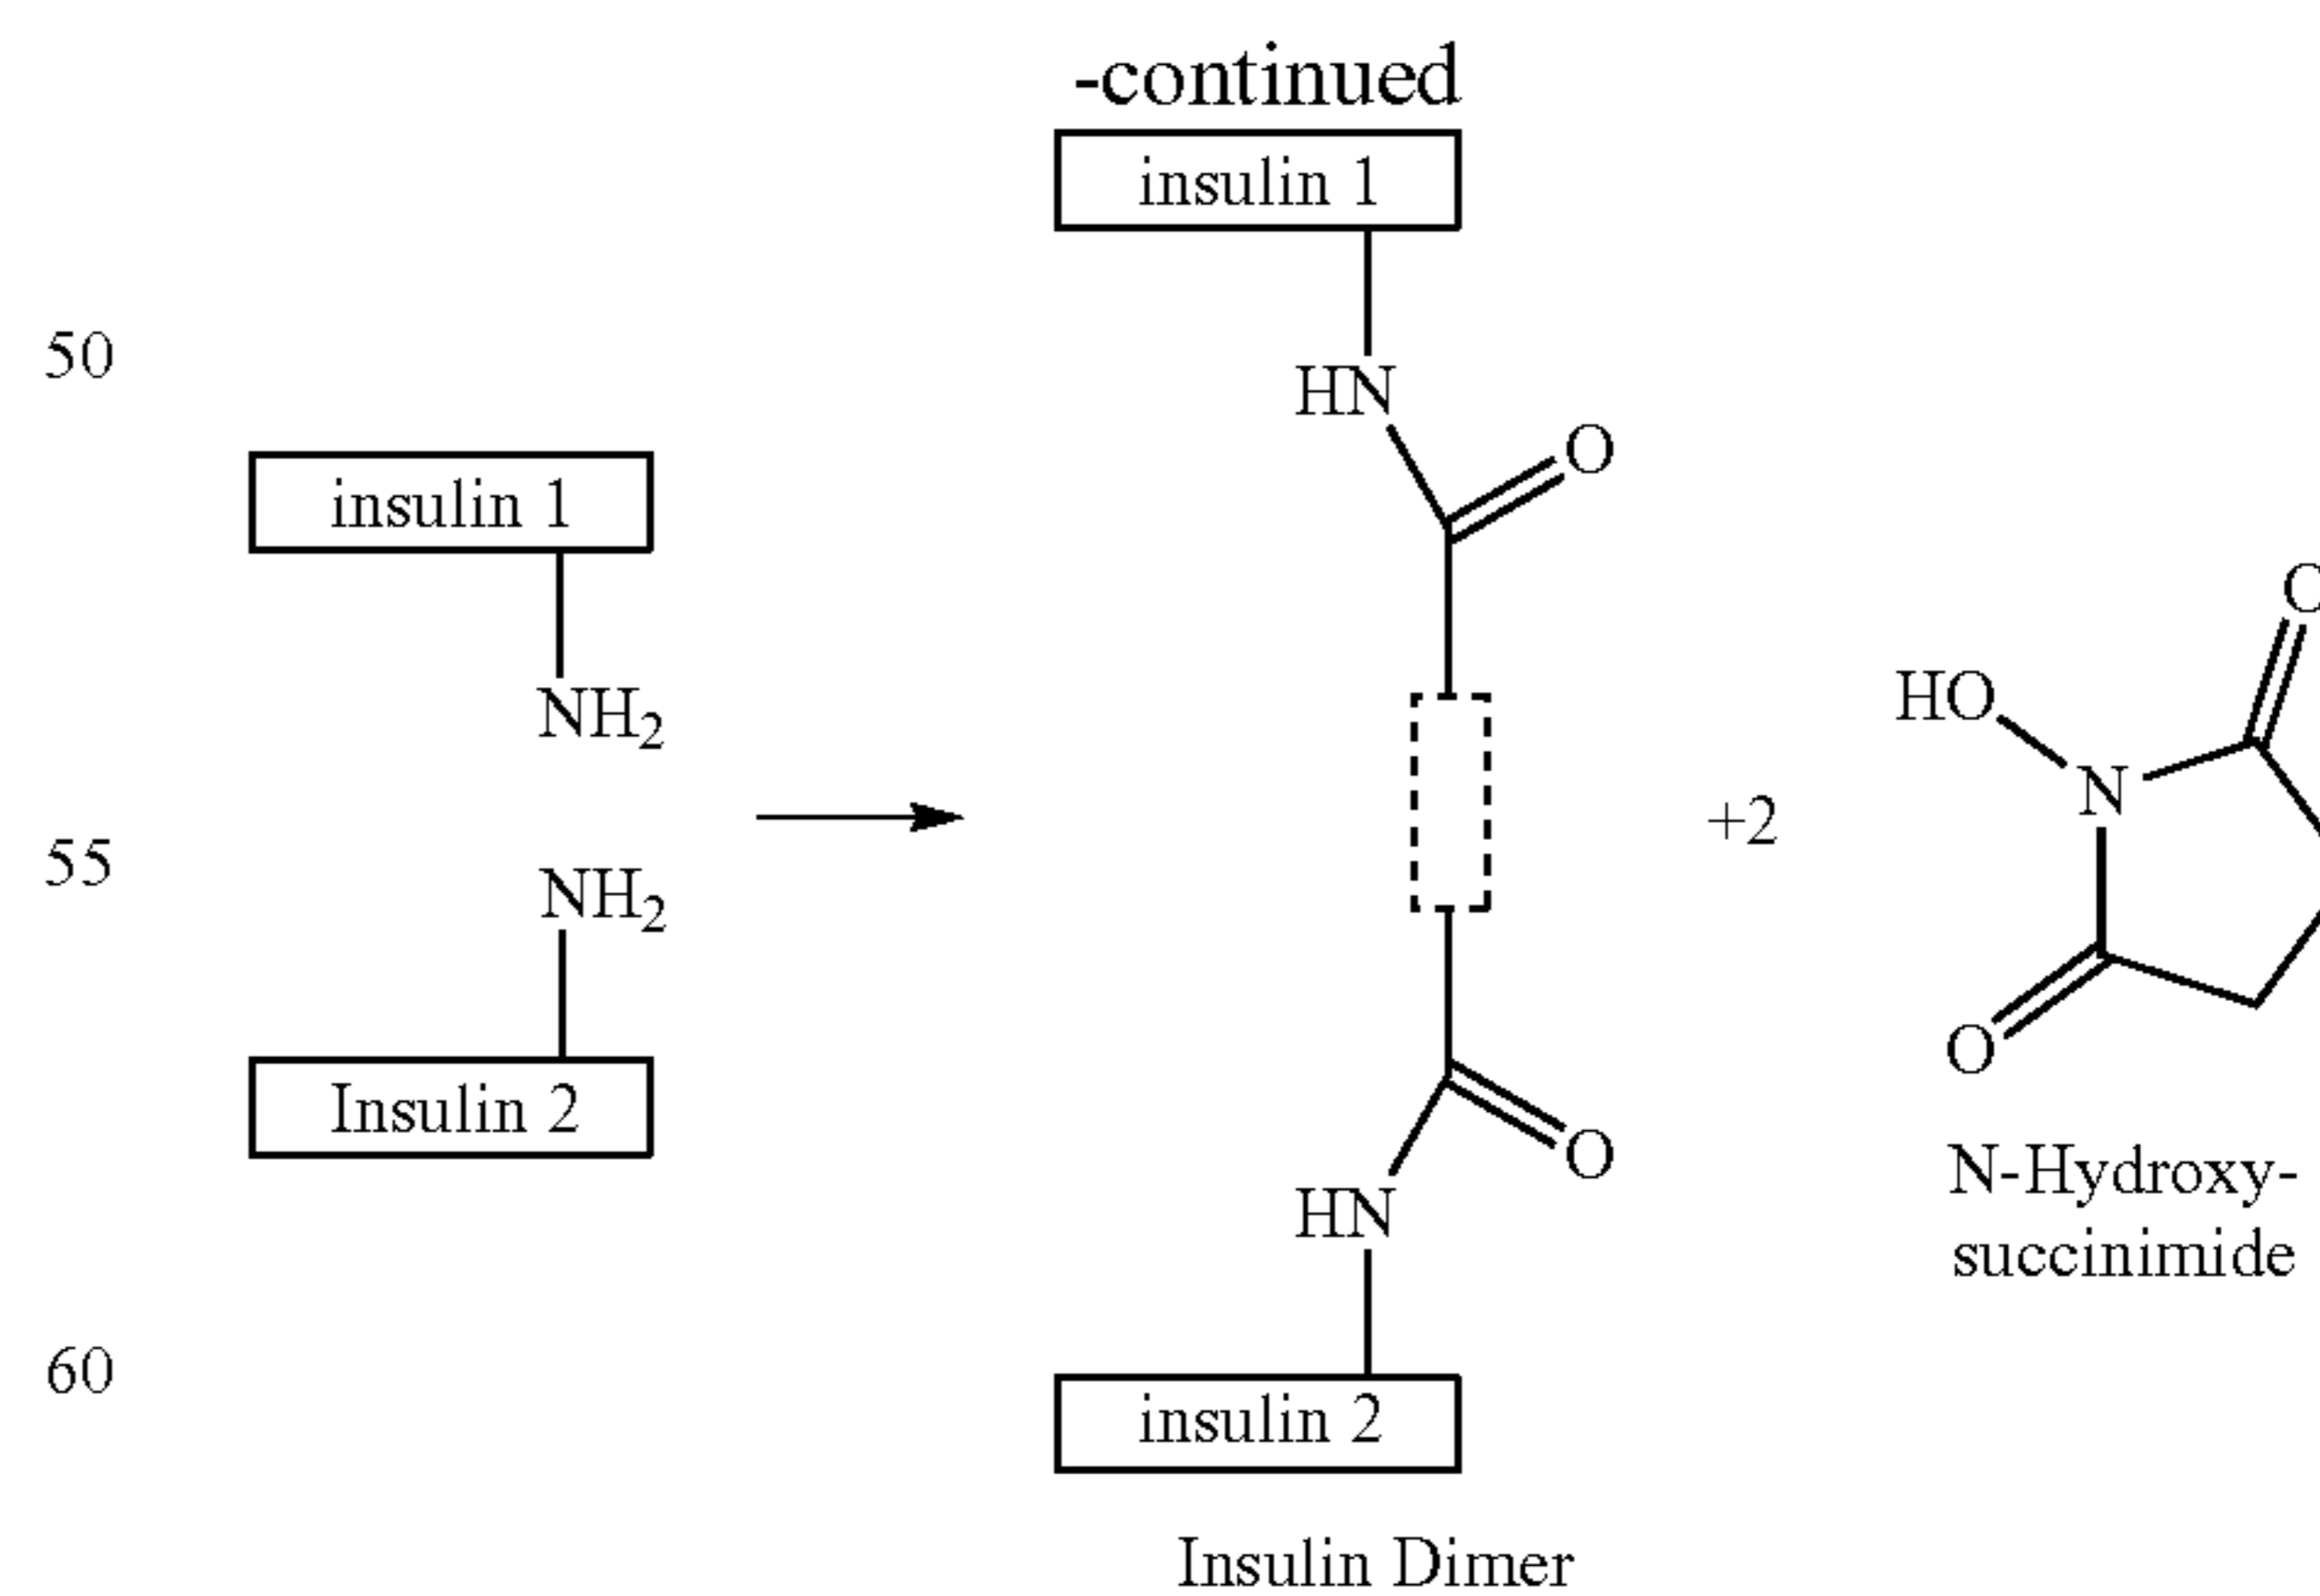 -continued
insulin 1
HN
O
50
insulin 1
NH2
55
NH2
Insulin 2
+2
HO
N
O
O
N-Hydroxy-
succinimide
O
HN
60
insulin 2
Insulin Dimer